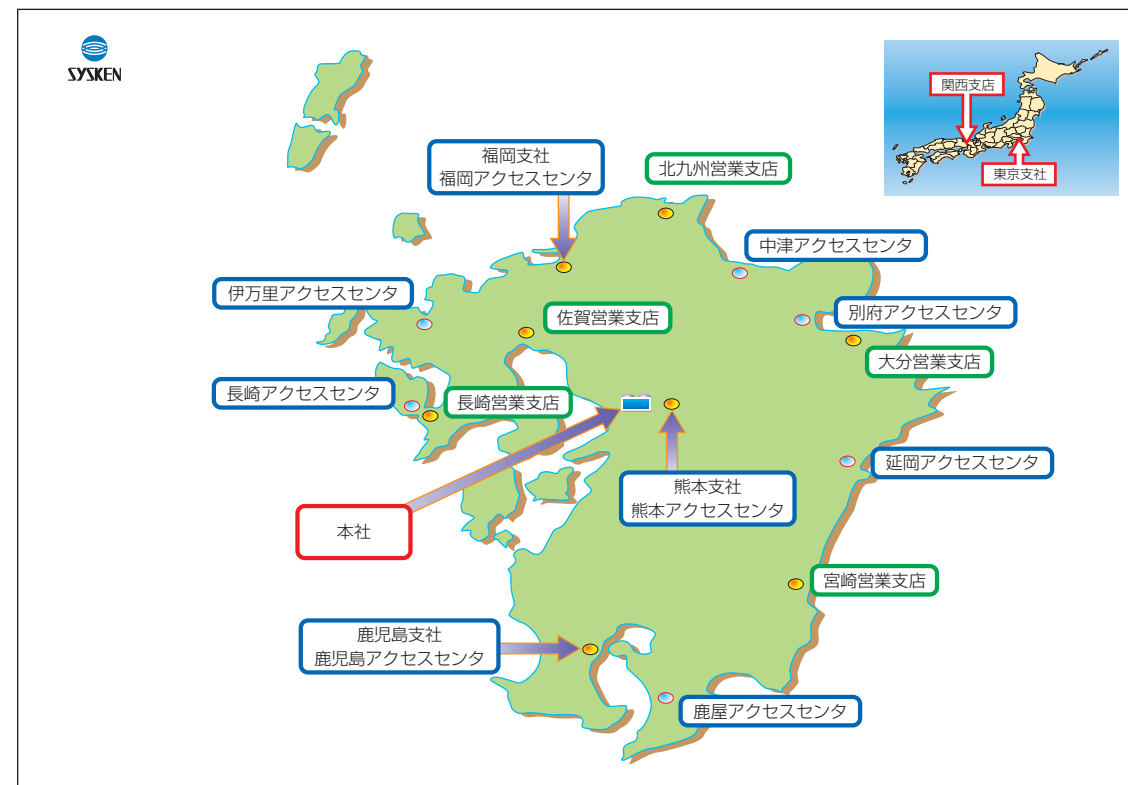 SYSKEN
関西支店
東京支社
福岡支社
福岡アクセスセンタ
北九州営業支店
中津アクセスセンタ
伊万里アクセスセンタ
佐賀営業支店
別府アクセスセンタ
大分営業支店
長崎アクセスセンタ
長崎営業支店
延岡アクセスセンタ
熊本支社
熊本アクセスセンタ
本社
宮崎営業支店
鹿児島支社
鹿児島アクセスセンタ
鹿屋アクセスセンタ